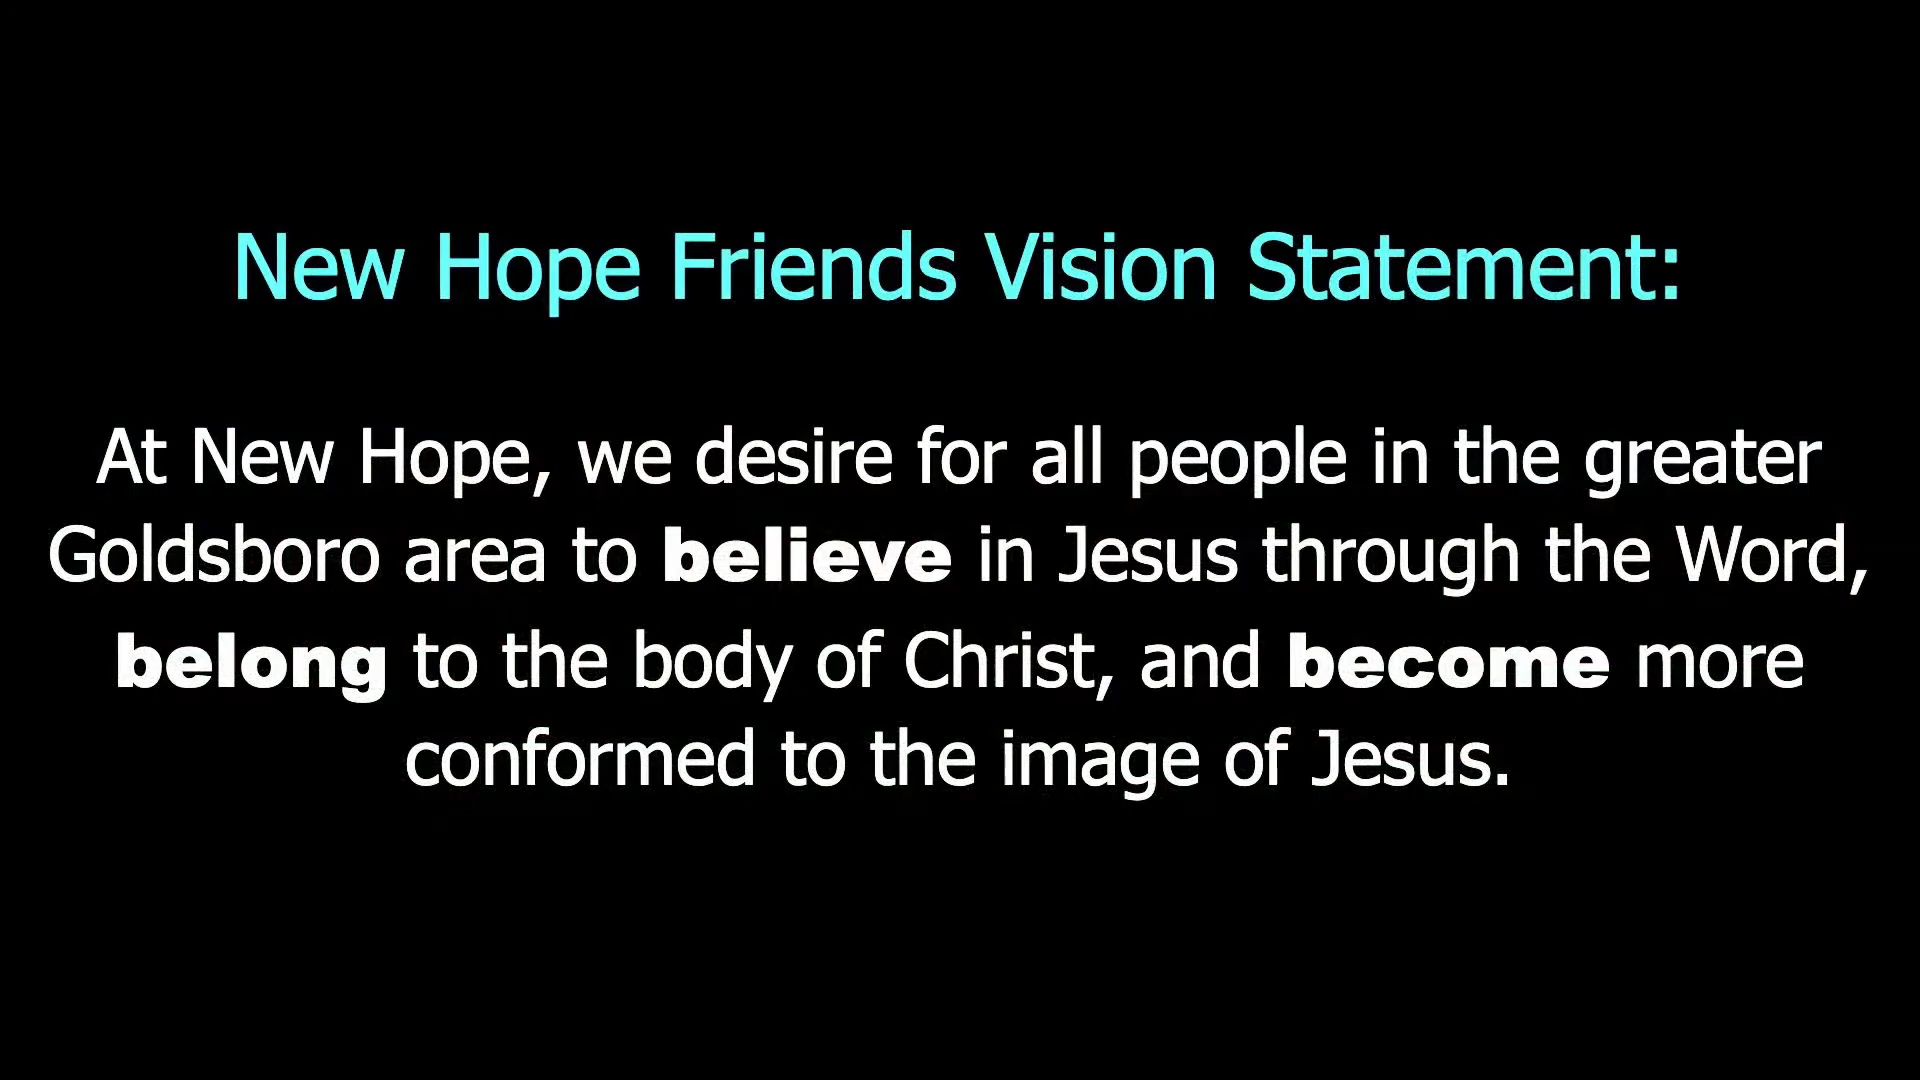 New Hope Friends Vision Statement:
At New Hope, we desire for all people in the greater
Goldsboro area to believe in Jesus through the Word,
belong to the body of Christ, and become more
conformed to the image of Jesus.